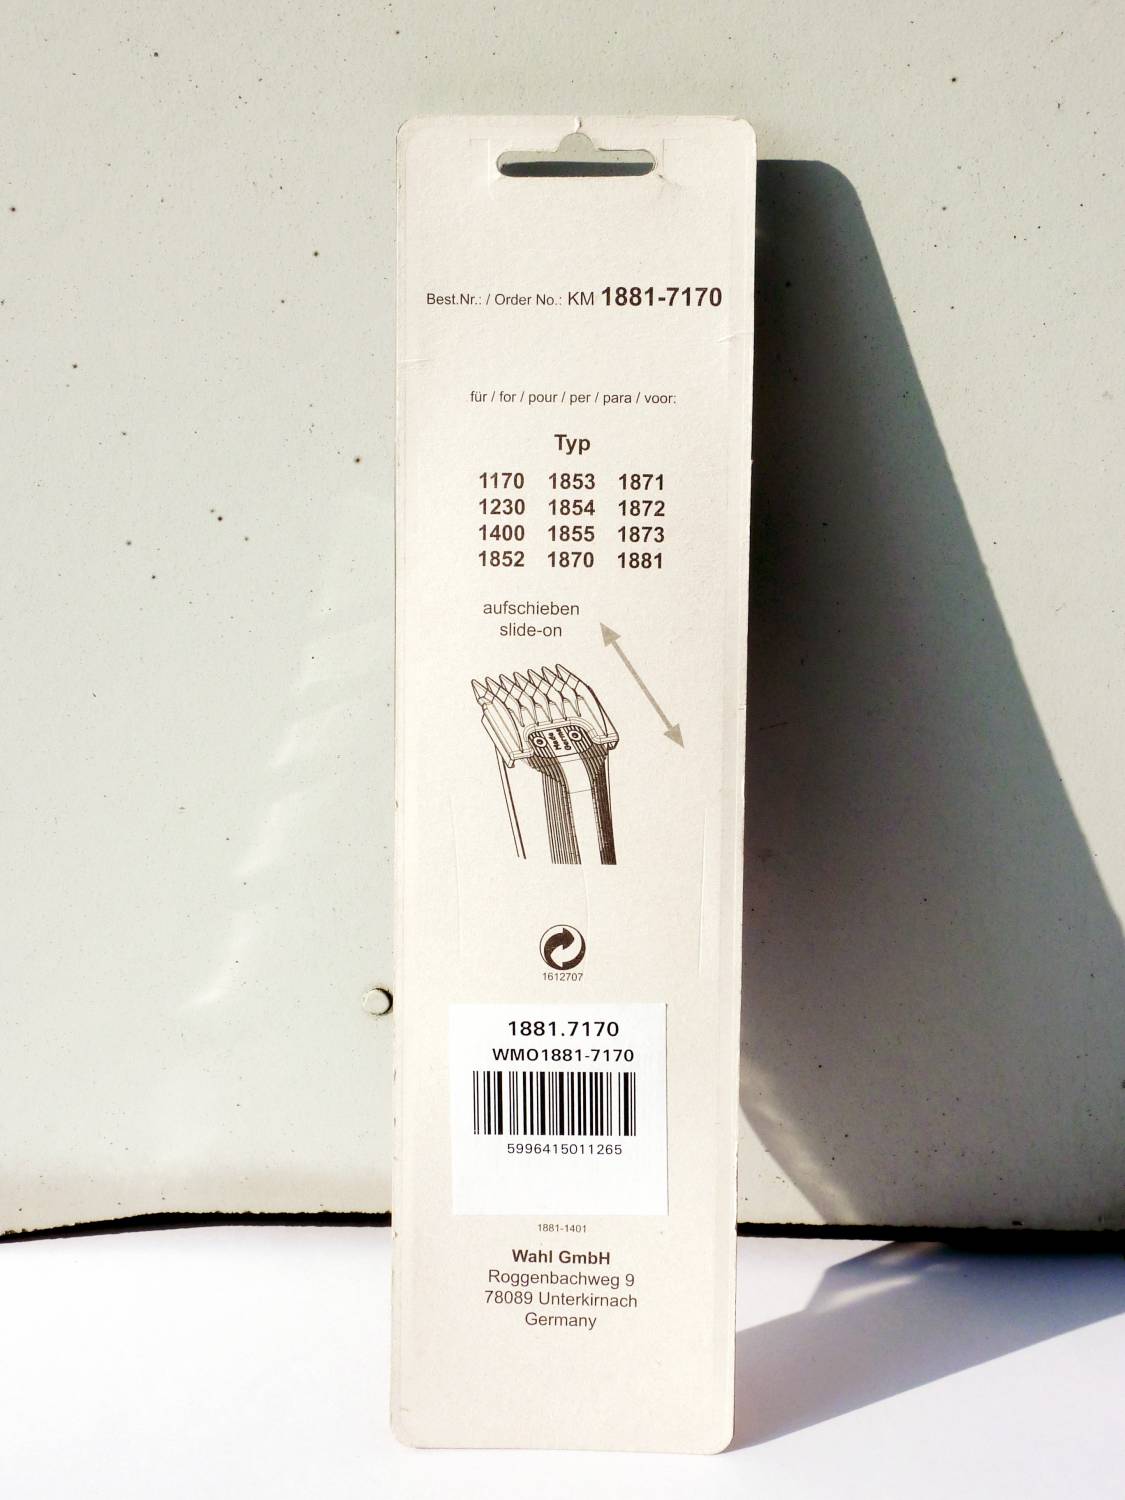 Best.Nr.: / Order No.: KM 1881-7170
für / for / pour / per / para / voor:
Typ
1170 1853 1871
1230 1854 1872
1400 1855 1873
1852 1870 1881
aufschieben
slide-on
Made
1612707
1881.7170
WMO1881-7170
5996415011265
1881-1401
Wahl GmbH
Roggenbachweg 9
78089 Unterkirnach
Germany